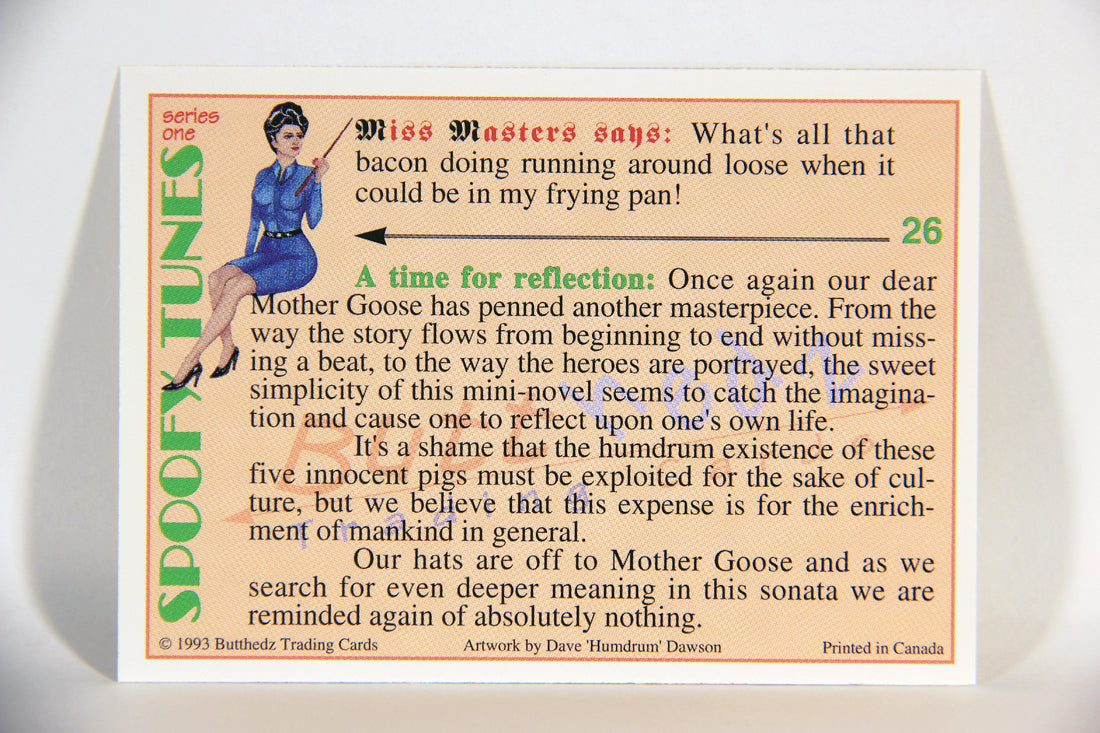 series
one
SPOOFY TUNES
Miss Masters says: What's all that
bacon doing running around loose when it
could be in my frying pan!
26
A time for reflection: Once again our dear
Mother Goose has penned another masterpiece. From the
way the story flows from beginning to end without miss-
ing a beat, to the way the heroes are portrayed, the sweet
simplicity of this mini-novel seems to catch the imagina-
tion and cause one to reflect upon one's own life.
It's a shame that the humdrum existence of these
five innocent pigs must be exploited for the sake of cul-
ture, but we believe that this expense is for the enrich-
ment of mankind in general.
Our hats are off to Mother Goose and as we
search for even deeper meaning in this sonata we are
reminded again of absolutely nothing.
Butthedz
Trading Cards
© 1993 Butthedz Trading Cards
Artwork by Dave 'Humdrum' Dawson
Printed in Canada